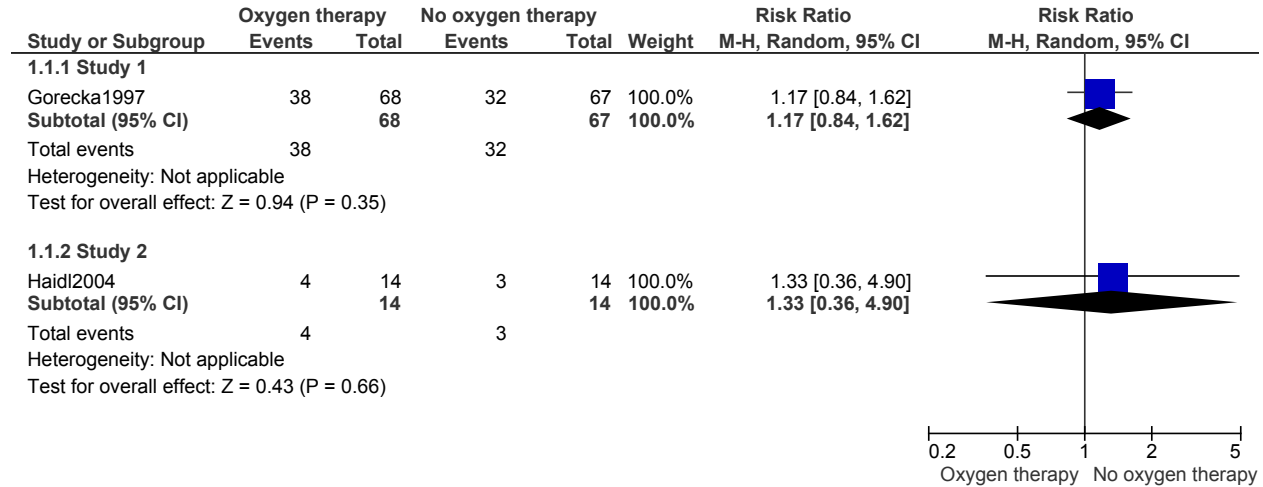 Oxygen therapy No oxygen therapy Risk Ratio Risk Ratio
Study or Subgroup Events Total Events Total Weight M-H, Random, 95% CI M-H, Random, 95% CI
1.1.1 Study 1
Gorecka1997 38 68 32 67 100.0% 1.17 [0.84, 1.62]
Subtotal (95% CI) 68 67 100.0% 1.17 [0.84, 1.62]
Total events 38 32
Heterogeneity: Not applicable
Test for overall effect: Z = 0.94 (P = 0.35)
1.1.2 Study 2
Haidl2004 4 14 3 14 100.0% 1.33 [0.36, 4.90]
Subtotal (95% CI) 14 14 100.0% 1.33 [0.36, 4.90]
Total events 4 3
Heterogeneity: Not applicable
Test for overall effect: Z = 0.43 (P = 0.66)
0.2 0.5 1 2 5
Oxygen therapy No oxygen therapy